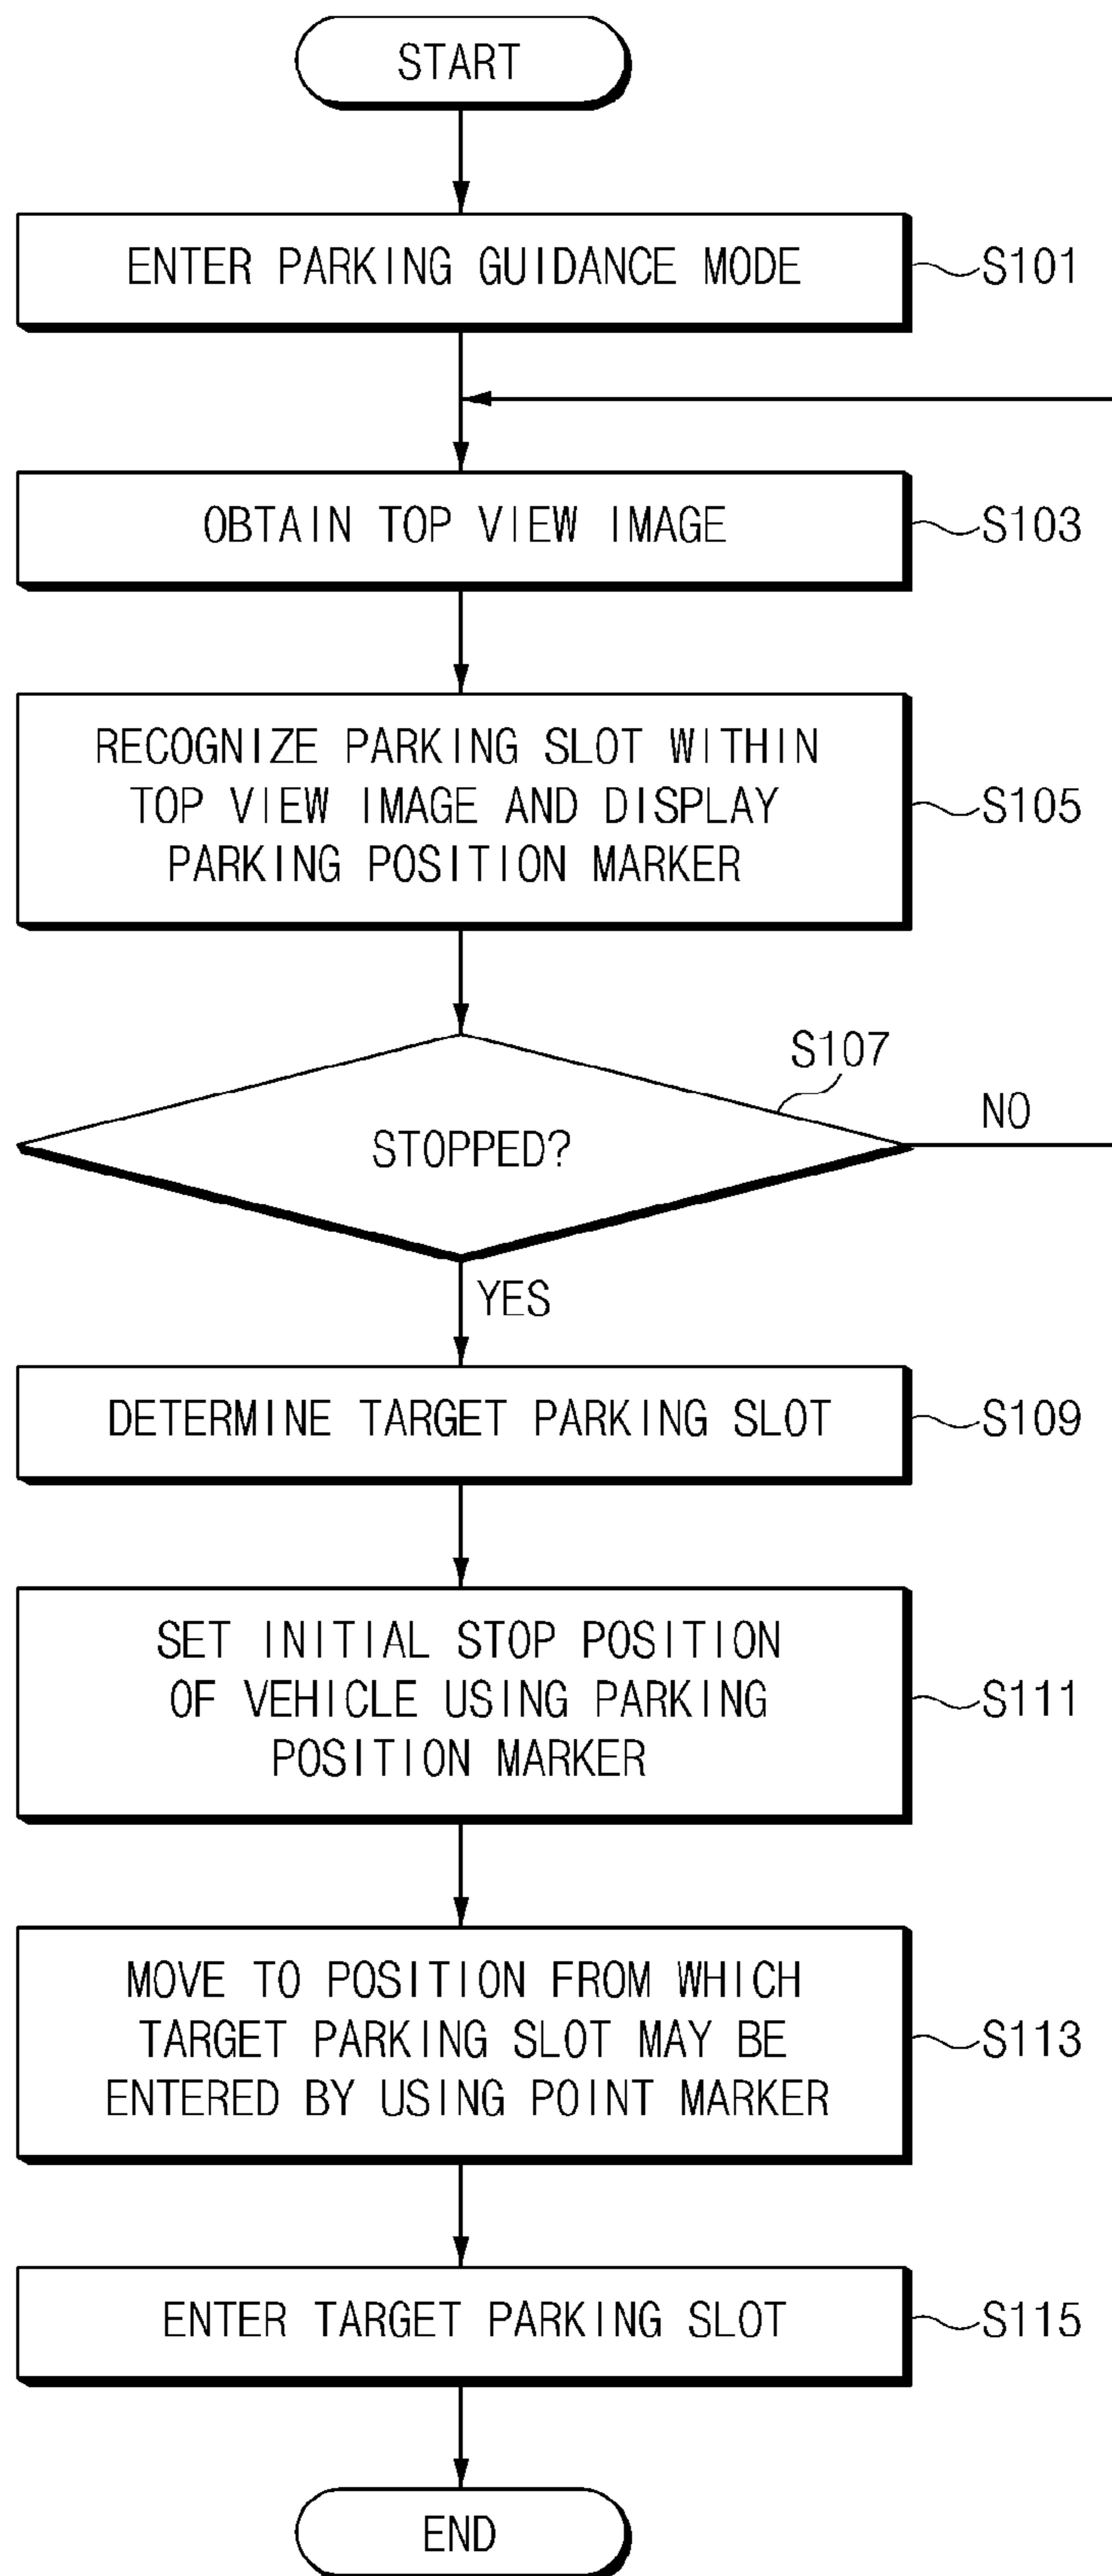 START
ENTER PARKING GUIDANCE MODE
S101
OBTAIN TOP VIEW IMAGE
S103
RECOGNIZE PARKING SLOT WITHIN
TOP VIEW IMAGE AND DISPLAY
PARKING POSITION MARKER
S105
S107
STOPPED?
NO
YES
DETERMINE TARGET PARKING SLOT
S109
SET INITIAL STOP POSITION
OF VEHICLE USING PARKING
POSITION MARKER
S111
MOVE TO POSITION FROM WHICH
TARGET PARKING SLOT MAY BE
ENTERED BY USING POINT MARKER
S113
ENTER TARGET PARKING SLOT
S115
END